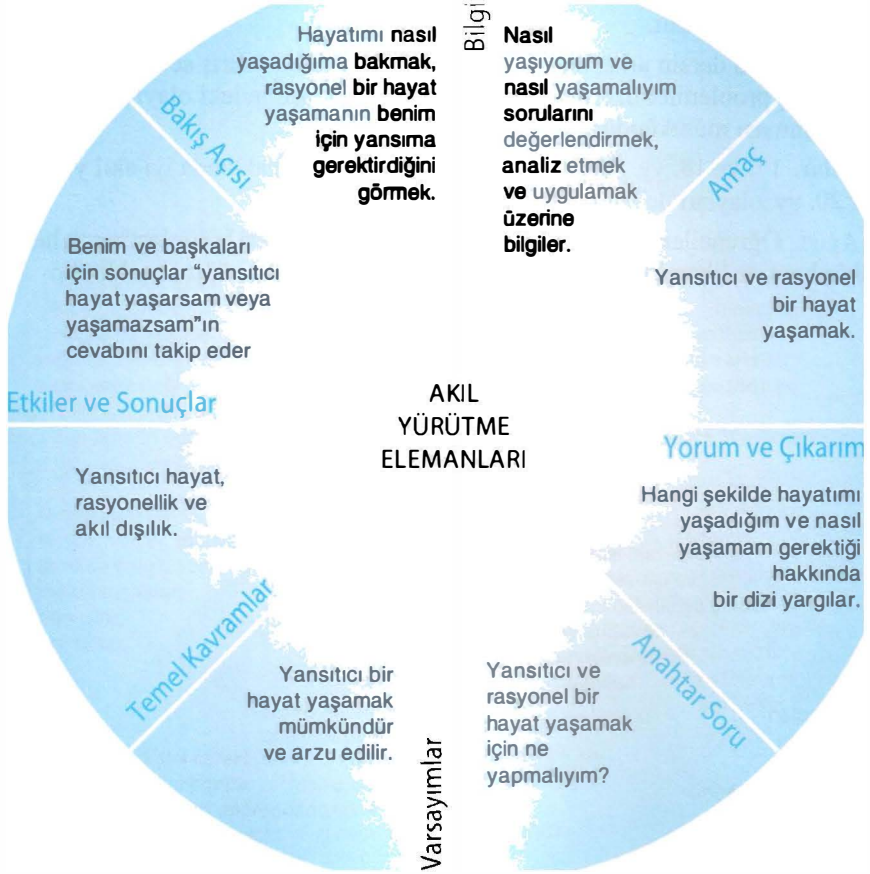 Bilgi
Hayatımı nasıl
yaşadığıma bakmak,
rasyonel bir hayat
yaşamanın benim
için yansıma
gerektirdiğini
görmek.
Nasıl
yaşıyorum ve
nasıl yaşamalıyım
sorularını
değerlendirmek,
analiz etmek
ve uygulamak
üzerine
bilgiler.
Amaç
Yansıtıcı ve rasyonel
bir hayat
yaşamak.
Yorum ve Çıkarım
Hangi şekilde hayatımı
yaşadığım ve nasıl
yaşamam gerektiği
hakkında
bir dizi yargılar.
Anahtar Soru
Yansıtıcı ve
rasyonel bir
hayat yaşamak
için ne
yapmalıyım?
Varsayımlar
Yansıtıcı bir
hayat yaşamak
mümkündür
ve arzu edilir.
Temel Kavramlar
Yansıtıcı hayat,
rasyonellik ve
akıl dışılık.
Etkiler ve Sonuçlar
Benim ve başkaları
için sonuçlar “yansıtıcı
hayat yaşarsam veya
yaşamazsam”ın
cevabını takip eder
Bakış Açısı
AKIL
YÜRÜTME
ELEMANLARI